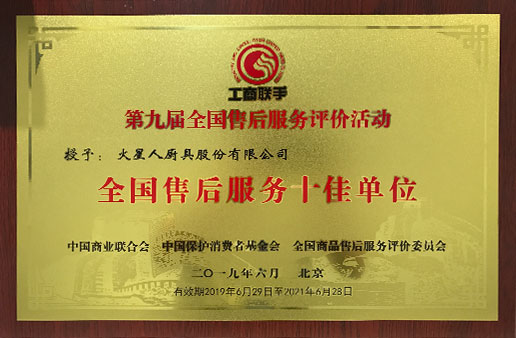 工商联手
第九届全国售后服务评价活动
授予：火星人厨具股份有限公司
全国售后服务十佳单位
中国商业联合会 中国保护消费者基金会 全国商品售后服务评价委员会
二〇一九年六月 北京
有效期2019年6月29日至2021年6月28日